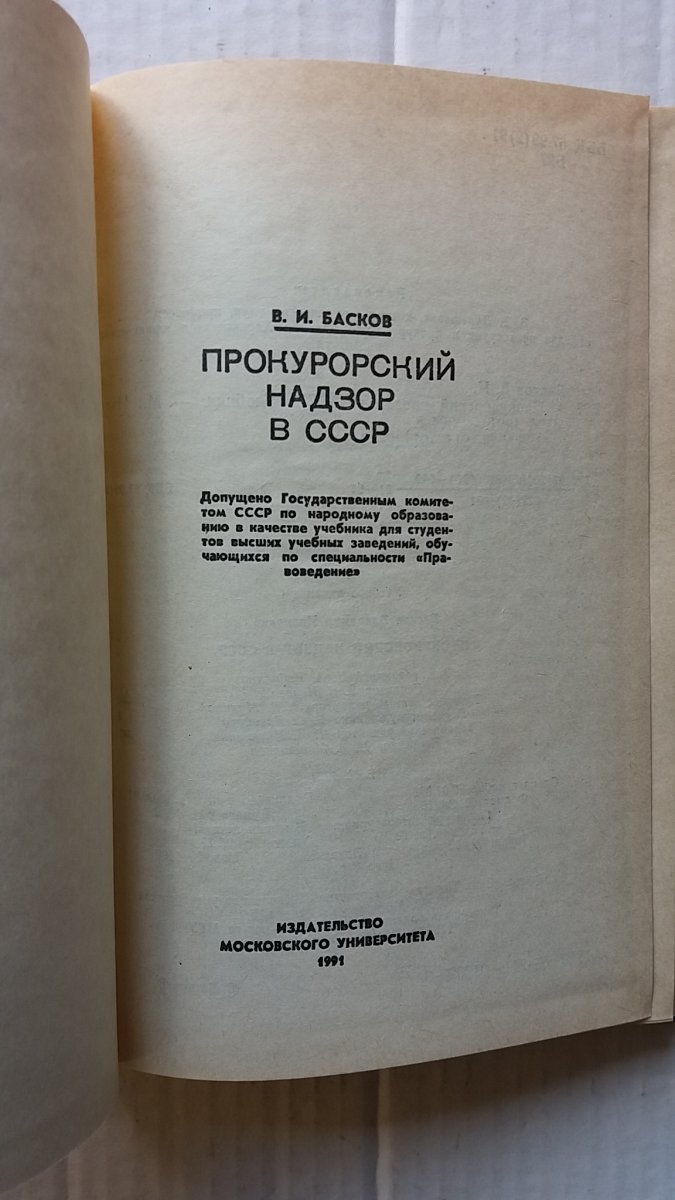 В. И. БАСКОВ
ПРОКУРОРСКИЙ
НАДЗОР
В СССР
Допущено Государственным комите-
том СССР по народному образова-
нию в качестве учебника для студен-
тов высших учебных заведений, обу-
чающихся по специальности «Пра-
воведение»
ИЗДАТЕЛЬСТВО
МОСКОВСКОГО УНИВЕРСИТЕТА
1991